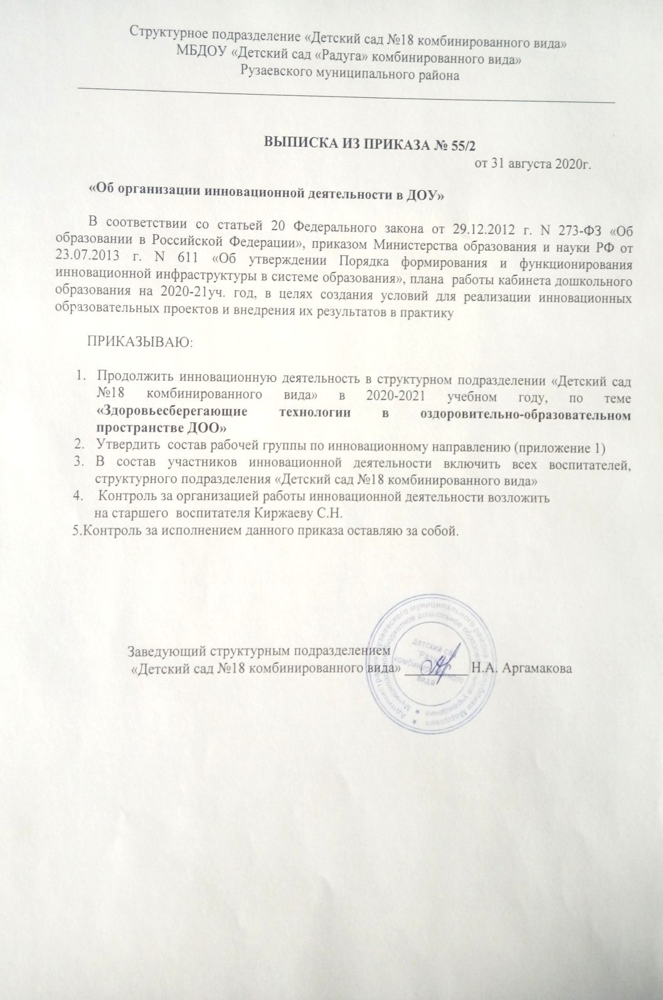 Структурное подразделение «Детский сад №18 комбинированного вида»
МБДОУ «Детский сад «Радуга» комбинированного вида»
Рузаевского муниципального района
ВЫПИСКА ИЗ ПРИКАЗА № 55/2
от 31 августа 2020г.
«Об организации инновационной деятельности в ДОУ»
В соответствии со статьей 20 Федерального закона от 29.12.2012 г. N 273-ФЗ «Об
образовании в Российской Федерации», приказом Министерства образования и науки РФ от
23.07.2013 г. N 611 «Об утверждении Порядка формирования и функционирования
инновационной инфраструктуры в системе образования», плана работы кабинета дошкольного
образования на 2020-21уч. год, в целях создания условий для реализации инновационных
образовательных проектов и внедрения их результатов в практику
ПРИКАЗЫВАЮ:
1. Продолжить инновационную деятельность в структурном подразделении «Детский сад
№18 комбинированного вида» в 2020-2021 учебном году, по теме
«Здоровьесберегающие технологии в оздоровительно-образовательном
пространстве ДОО»
2. Утвердить состав рабочей группы по инновационному направлению (приложение 1)
3. В состав участников инновационной деятельности включить всех воспитателей,
структурного подразделения «Детский сад №18 комбинированного вида»
4. Контроль за организацией работы инновационной деятельности возложить
на старшего воспитателя Киржаеву С.Н.
5.Контроль за исполнением данного приказа оставляю за собой.
Заведующий структурным подразделением
«Детский сад №18 комбинированного вида» _________ Н.А. Аргамакова
Администрация Рузаевского муниципального района Республики Мордовия
Муниципальное бюджетное дошкольное образовательное учреждение
детский сад
"Радуга"
комбинированного
вида